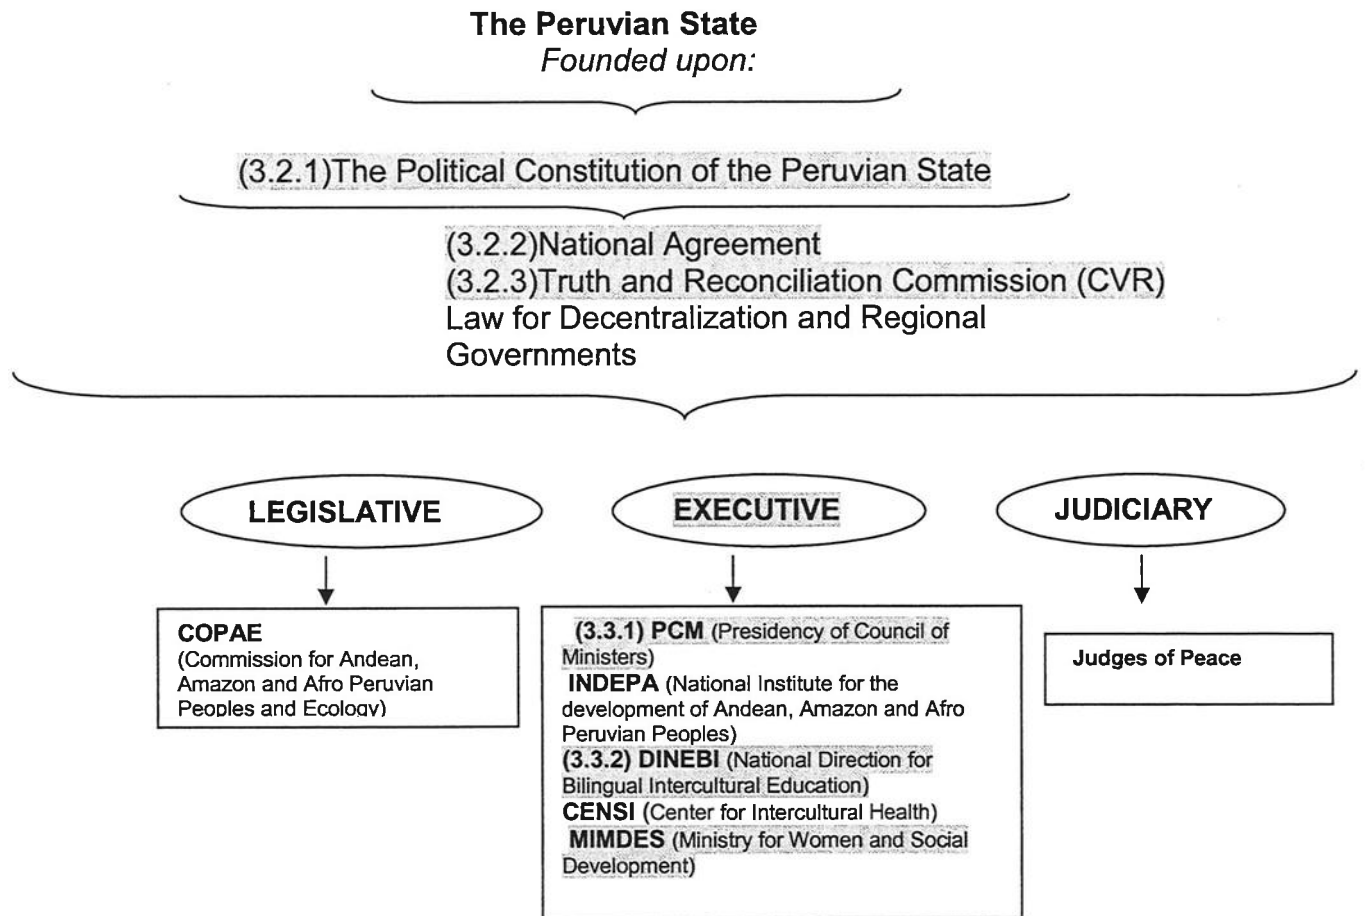 The Peruvian State
Founded upon:
(3.2.1)The Political Constitution of the Peruvian State
(3.2.2)National Agreement
(3.2.3)Truth and Reconciliation Commission (CVR)
Law for Decentralization and Regional
Governments
LEGISLATIVE
EXECUTIVE
JUDICIARY
COPAE
(Commission for Andean,
Amazon and Afro Peruvian
Peoples and Ecology)
(3.3.1) PCM (Presidency of Council of
Ministers)
INDEPA (National Institute for the
development of Andean, Amazon and Afro
Peruvian Peoples)
(3.3.2) DINEBI (National Direction for
Bilingual Intercultural Education)
CENSI (Center for Intercultural Health)
MIMDES (Ministry for Women and Social
Development)
Judges of Peace